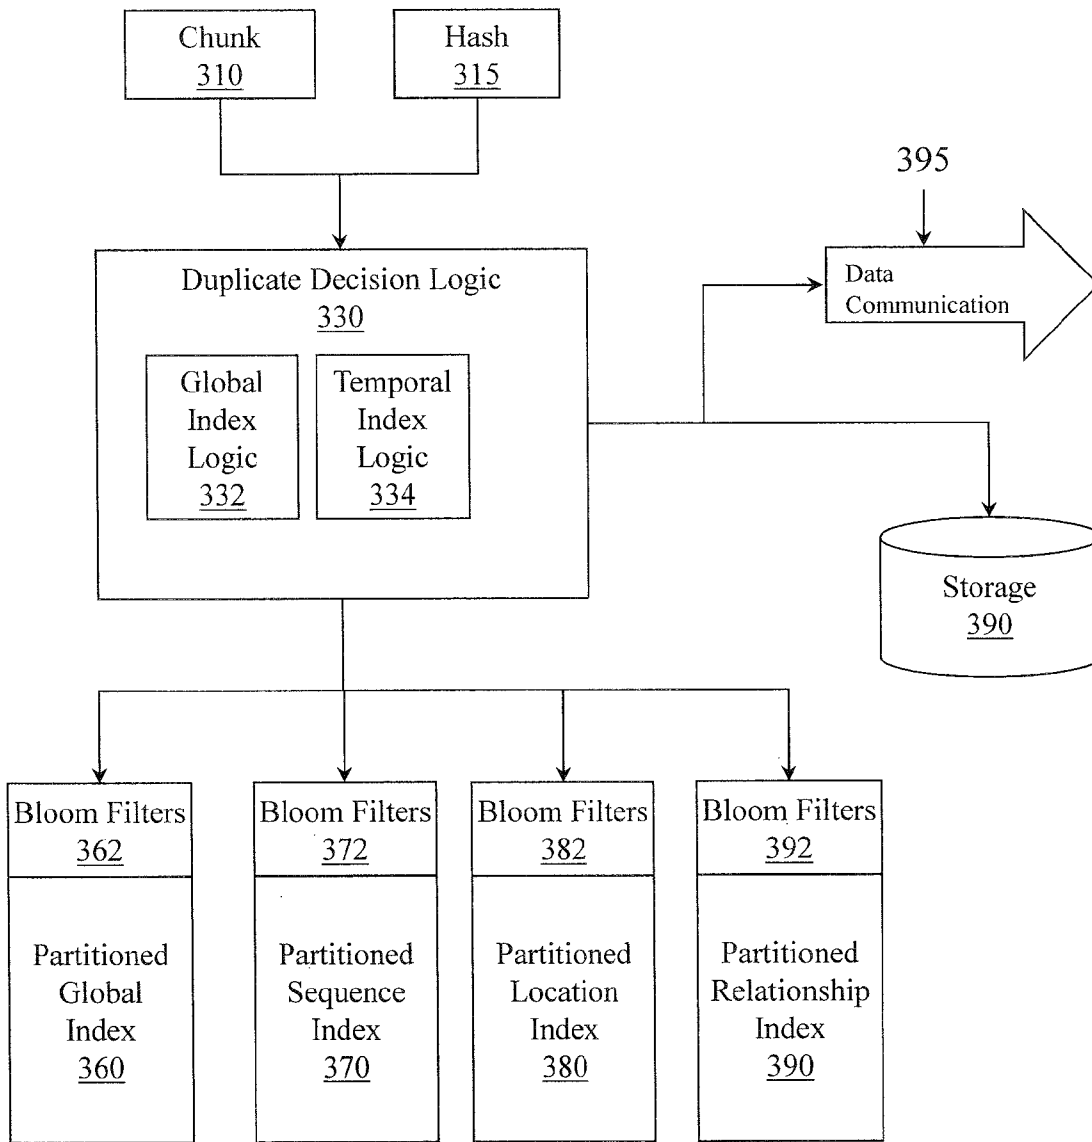 Chunk
310
Hash
315
395
Duplicate Decision Logic
330
Data
Communication
Global
Index
Logic
332
Temporal
Index
Logic
334
Storage
390
Bloom Filters
362
Bloom Filters
372
Bloom Filters
382
Bloom Filters
392
Partitioned
Global
Index
360
Partitioned
Sequence
Index
370
Partitioned
Location
Index
380
Partitioned
Relationship
Index
390